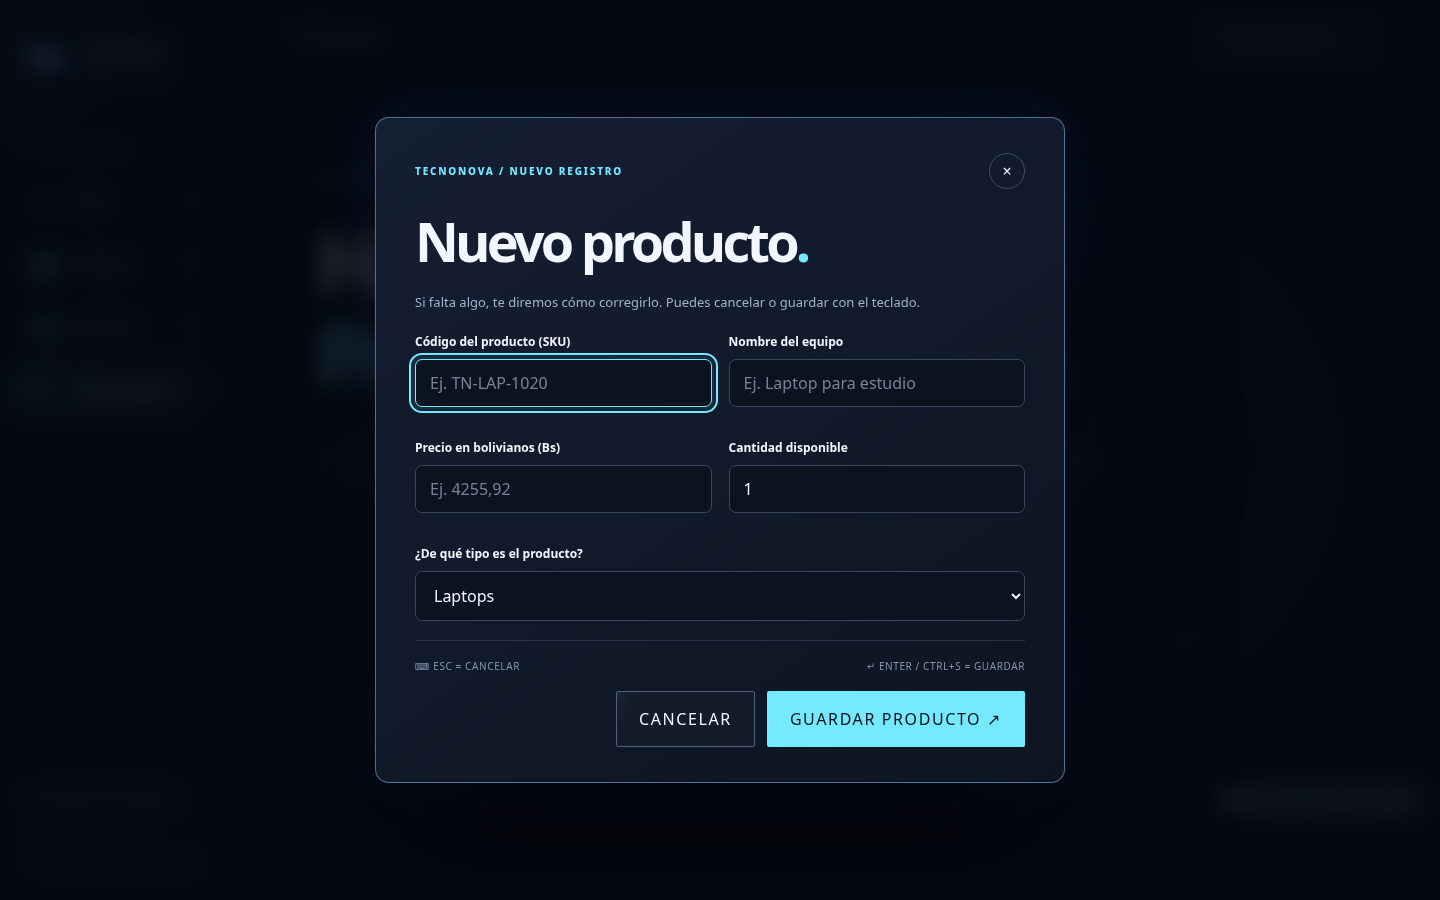 TECNONOVA / NUEVO REGISTRO
×
Nuevo producto.
Si falta algo, te diremos cómo corregirlo. Puedes cancelar o guardar con el teclado.
Código del producto (SKU)
Nombre del equipo
Ej. TN-LAP-1020
Ej. Laptop para estudio
Precio en bolivianos (Bs)
Cantidad disponible
Ej. 4255,92
1
¿De qué tipo es el producto?
Laptops
⌨ ESC = CANCELAR
↵ ENTER / CTRL+S = GUARDAR
CANCELAR
GUARDAR PRODUCTO ↗